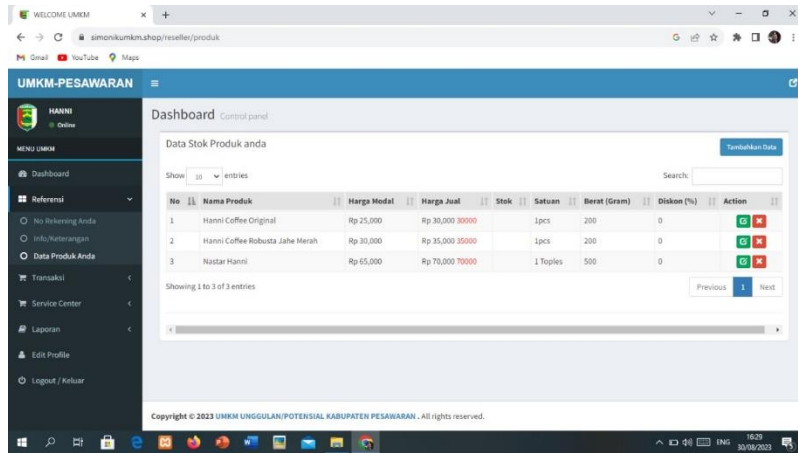 WELCOME UMKM
simonikumkm.shop/reseller/produk
Gmail YouTube Maps
UMKM-PESAWARAN
HANNI
Online
Dashboard Control panel
MENU UMKM
Dashboard
Referensi
No Rekening Anda
Info/Keterangan
Data Produk Anda
Transaksi
Service Center
Laporan
Edit Profile
Logout / Keluar
Data Stok Produk anda
Tambahkan Data
Show 10 entries
Search:
No Nama Produk Harga Modal Harga Jual Stok Satuan Berat (Gram) Diskon (%) Action
1 Hanni Coffee Original Rp 25,000 Rp 30,000 30000 1pcs 200 0
2 Hanni Coffee Robusta Jahe Merah Rp 30,000 Rp 35,000 35000 1pcs 200 0
3 Nastar Hanni Rp 65,000 Rp 70,000 70000 1 Toples 500 0
Showing 1 to 3 of 3 entries
Previous 1 Next
Copyright © 2023 UMKM UNGGULAN/POTENSIAL KABUPATEN PESAWARAN . All rights reserved.
ENG
16:29
30/08/2023